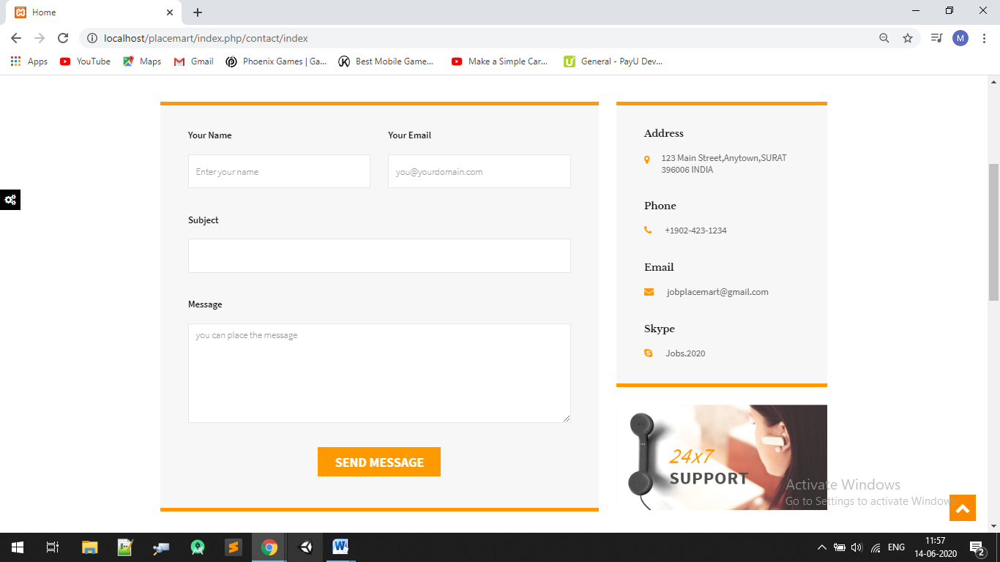 Home
localhost/placemart/index.php/contact/index
M
Apps
YouTube
Maps
Gmail
Phoenix Games | Ga...
Best Mobile Game...
Make a Simple Car...
General - PayU Dev...
Your Name
Your Email
Enter your name
you@yourdomain.com
Subject
Message
you can place the message
SEND MESSAGE
Address
123 Main Street,Anytown,SURAT
396006 INDIA
Phone
+1902-423-1234
Email
jobplacemart@gmail.com
Skype
Jobs.2020
24x7
SUPPORT
Activate Windows
Go to Settings to activate Windows
ENG
11:57
14-06-2020
2